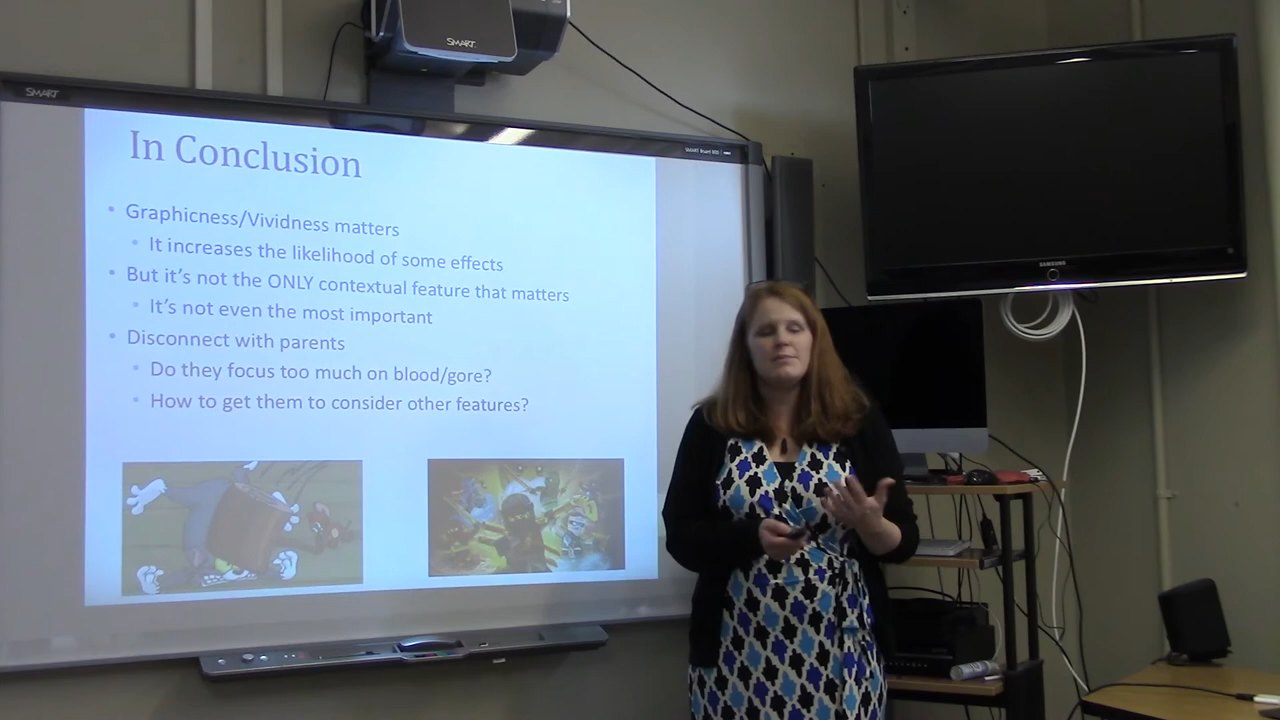 SMART
SMART
In Conclusion
• Graphicness/Vividness matters
• It increases the likelihood of some effects
• But it's not the ONLY contextual feature that matters
• It's not even the most important
• Disconnect with parents
• Do they focus too much on blood/gore?
• How to get them to consider other features?
SAMSUNG